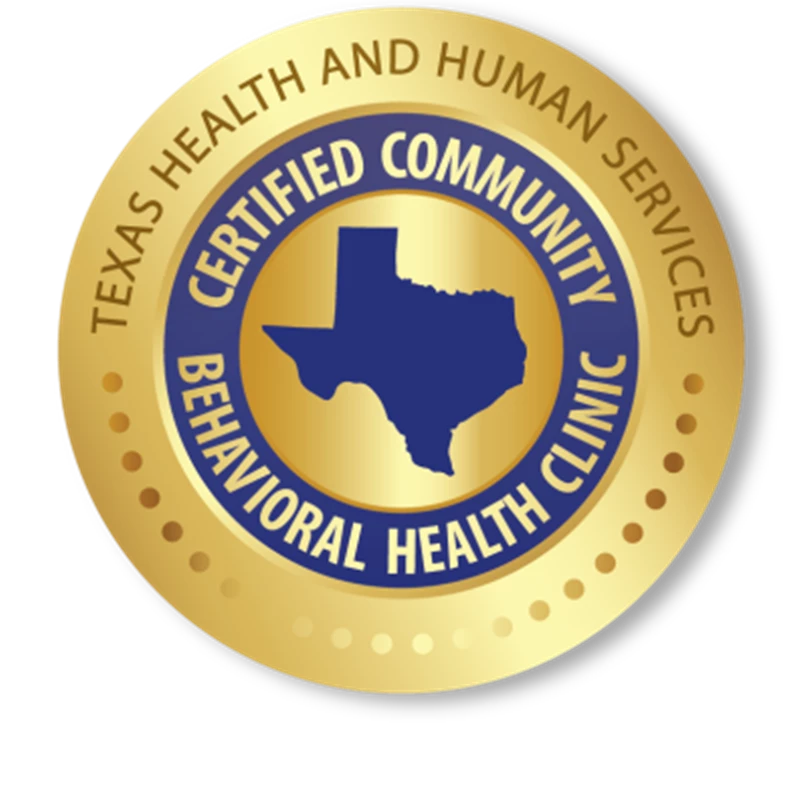 TEXAS HEALTH AND HUMAN SERVICES
CERTIFIED COMMUNITY
BEHAVIORAL HEALTH CLINIC